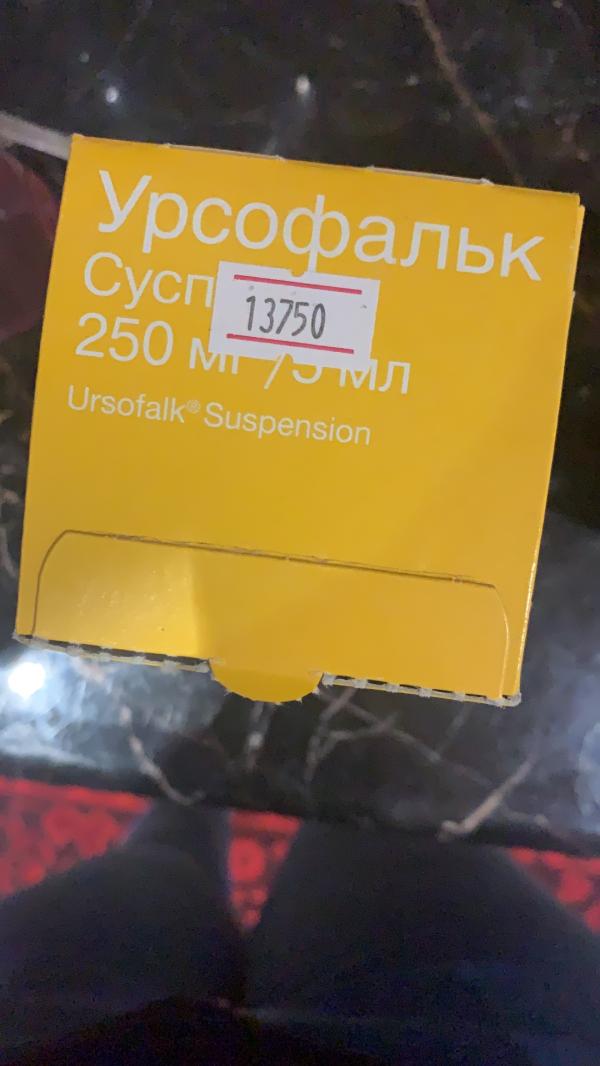 Урсофальк
Сусп
13750
250 мг/5 мл
Ursofalk® Suspension